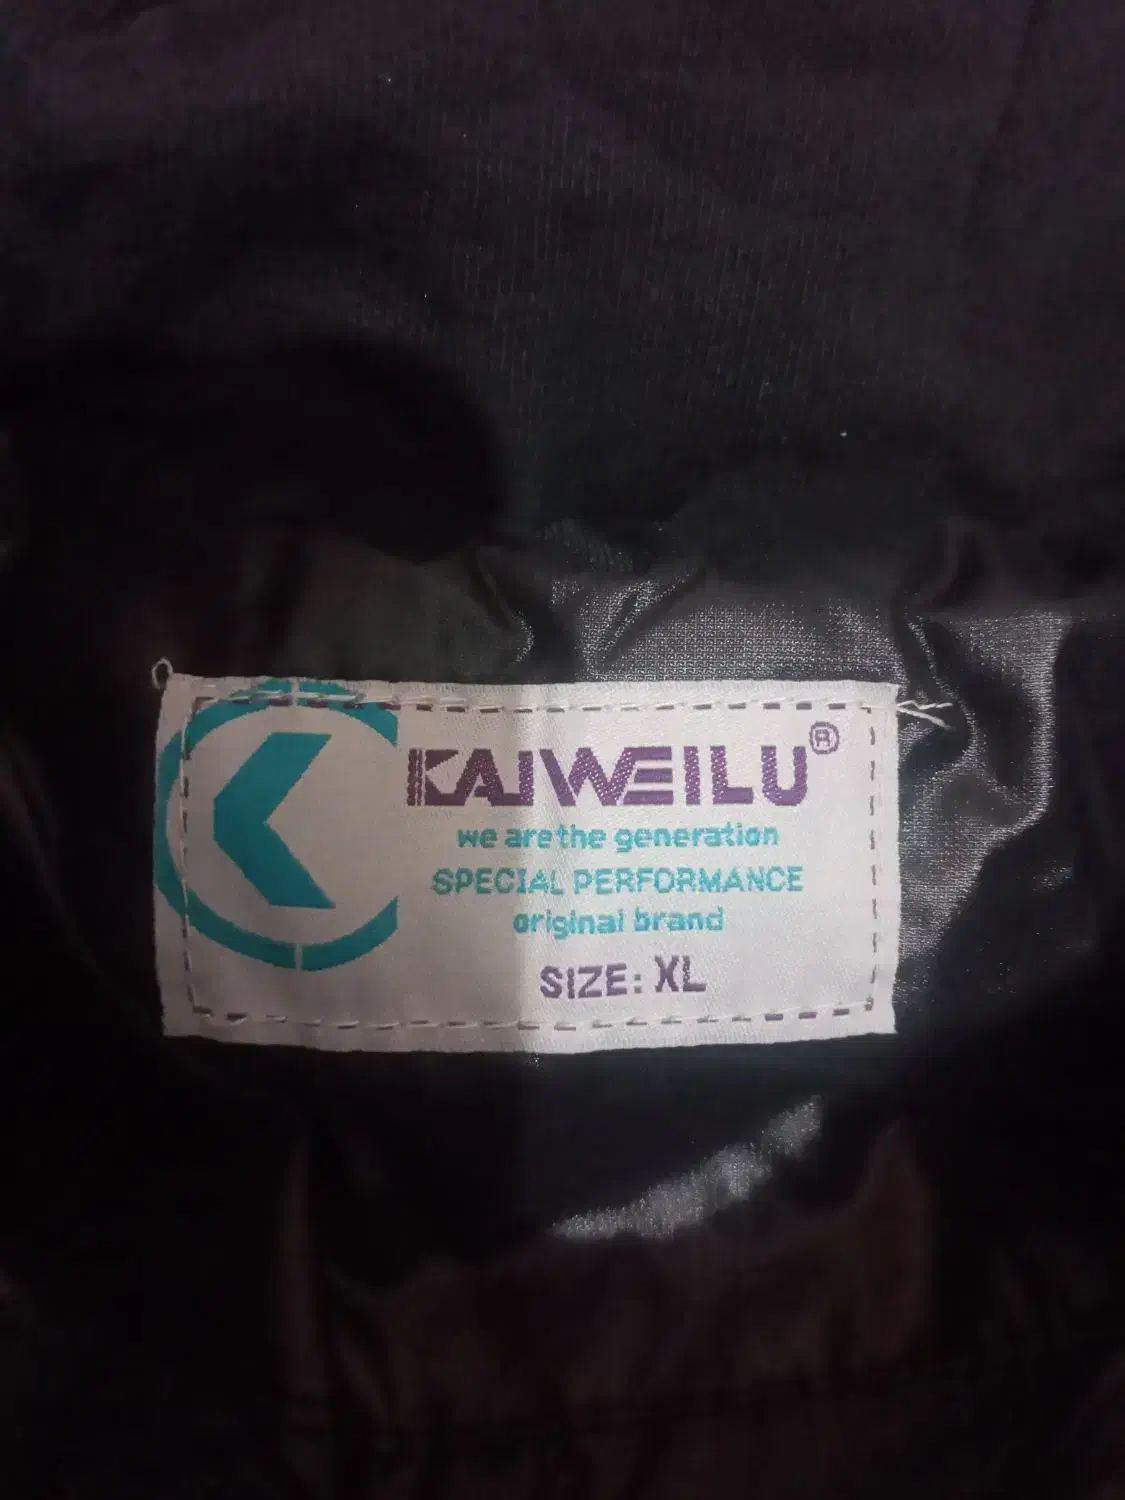 KAIWEILU®
we are the generation
SPECIAL PERFORMANCE
original brand
SIZE: XL